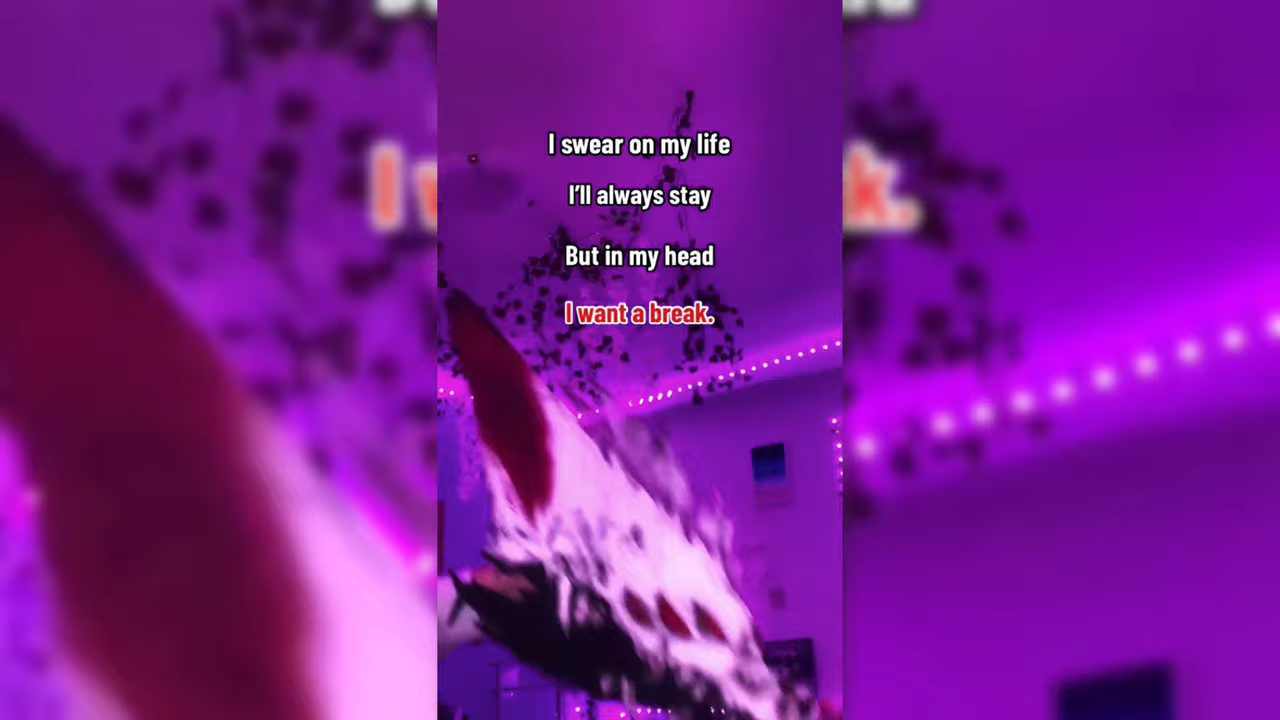 I swear on my life
I'll always stay
But in my head
I want a break.